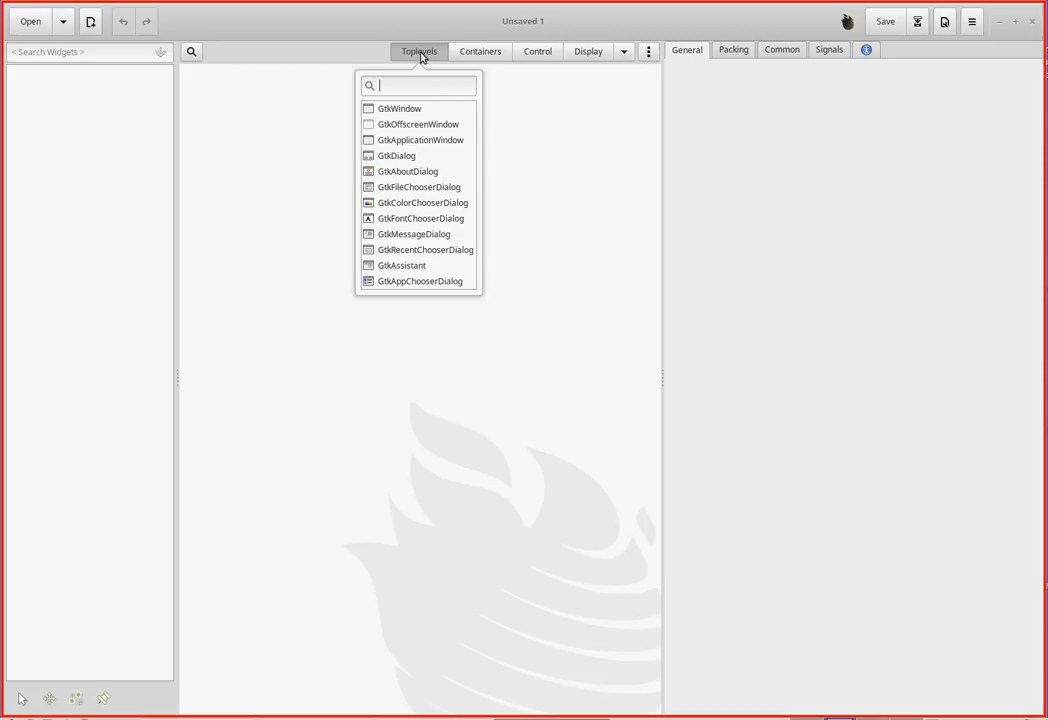 Open
Unsaved 1
Save
< Search Widgets >
Toplevels
Containers
Control
Display
General
Packing
Common
Signals
GtkWindow
GtkOffscreenWindow
GtkApplicationWindow
GtkDialog
GtkAboutDialog
GtkFileChooserDialog
GtkColorChooserDialog
GtkFontChooserDialog
GtkMessageDialog
GtkRecentChooserDialog
GtkAssistant
GtkAppChooserDialog